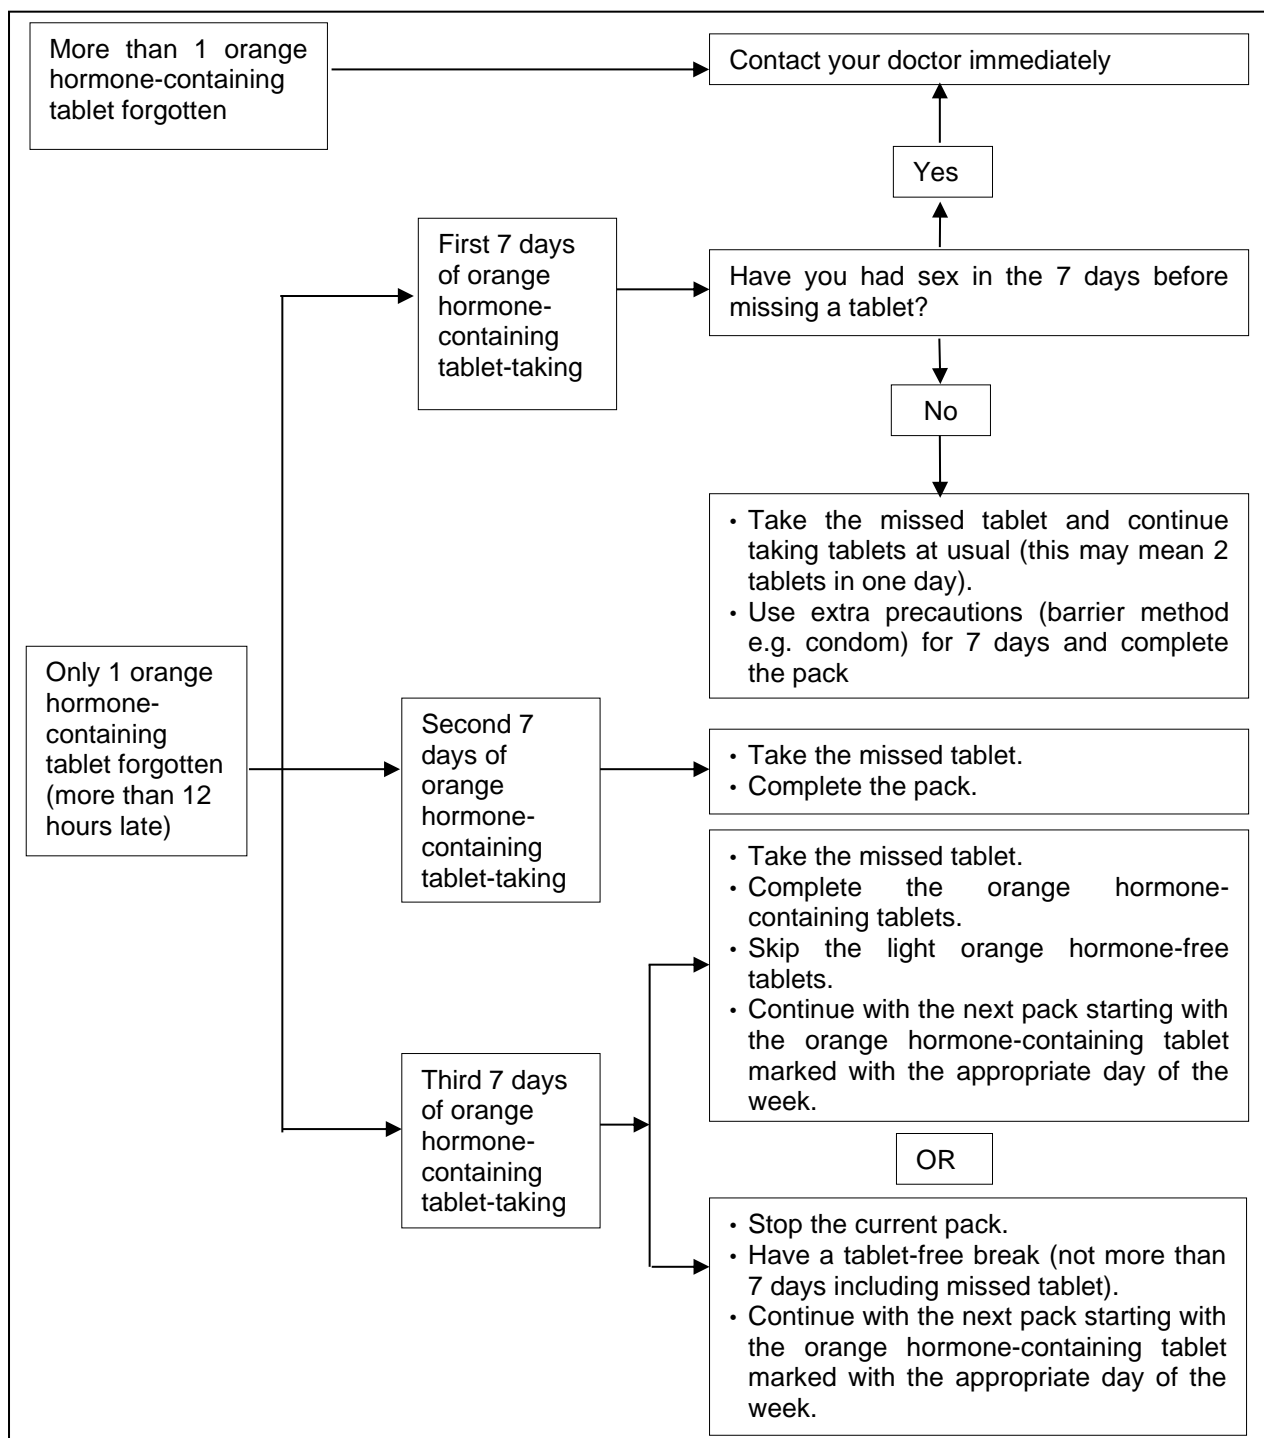 More than 1 orange
hormone-containing
tablet forgotten
Contact your doctor immediately
Yes
First 7 days
of orange
hormone-
containing
tablet-taking
Have you had sex in the 7 days before
missing a tablet?
No
• Take the missed tablet and continue
taking tablets at usual (this may mean 2
tablets in one day).
• Use extra precautions (barrier method
e.g. condom) for 7 days and complete
the pack
Only 1 orange
hormone-
containing
tablet forgotten
(more than 12
hours late)
Second 7
days of
orange
hormone-
containing
tablet-taking
• Take the missed tablet.
• Complete the pack.
Third 7 days
of orange
hormone-
containing
tablet-taking
• Take the missed tablet.
• Complete the orange hormone-
containing tablets.
• Skip the light orange hormone-free
tablets.
• Continue with the next pack starting with
the orange hormone-containing tablet
marked with the appropriate day of the
week.
OR
• Stop the current pack.
• Have a tablet-free break (not more than
7 days including missed tablet).
• Continue with the next pack starting with
the orange hormone-containing tablet
marked with the appropriate day of the
week.